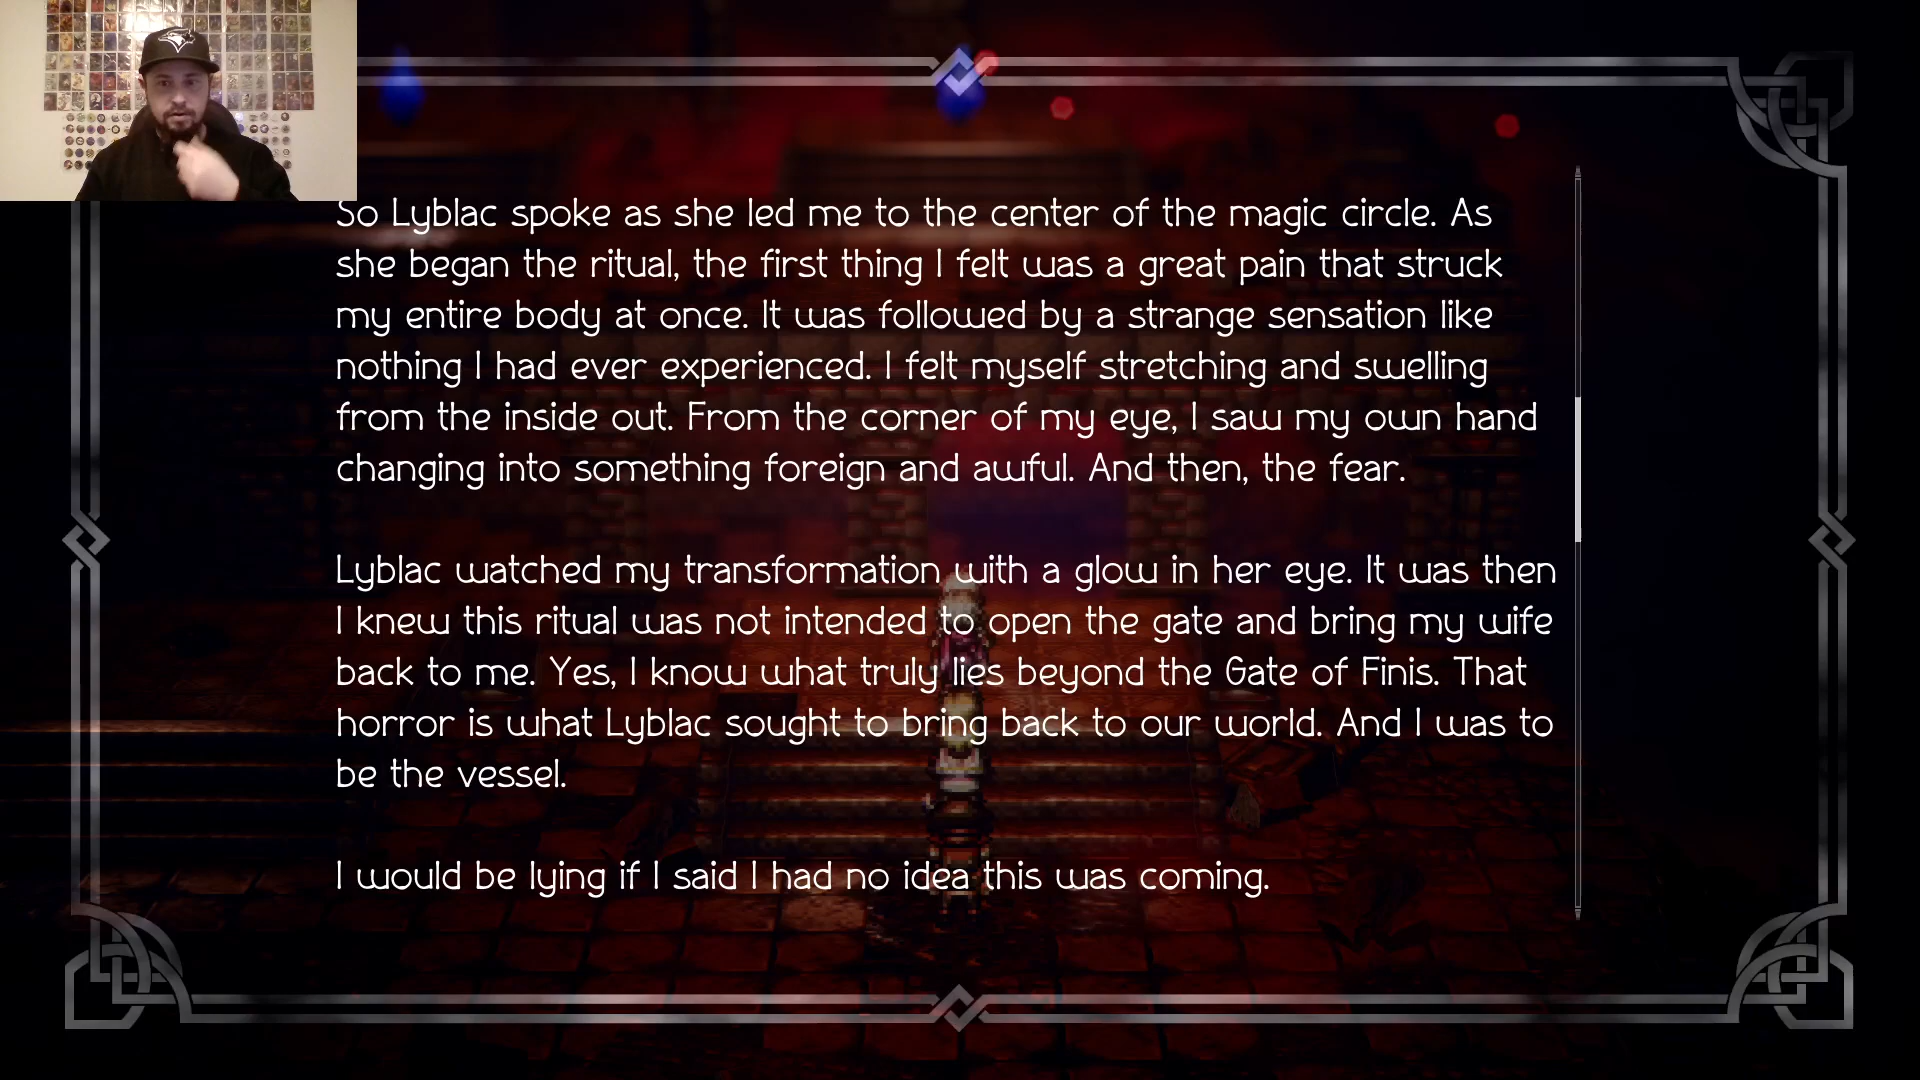 So Lyblac spoke as she led me to the center of the magic circle. As
she began the ritual, the first thing I felt was a great pain that struck
my entire body at once. It was followed by a strange sensation like
nothing I had ever experienced. I felt myself stretching and swelling
from the inside out. From the corner of my eye, I saw my own hand
changing into something foreign and awful. And then, the fear.
Lyblac watched my transformation with a glow in her eye. It was then
I knew this ritual was not intended to open the gate and bring my wife
back to me. Yes, I know what truly lies beyond the Gate of Finis. That
horror is what Lyblac sought to bring back to our world. And I was to
be the vessel.
I would be lying if I said I had no idea this was coming.